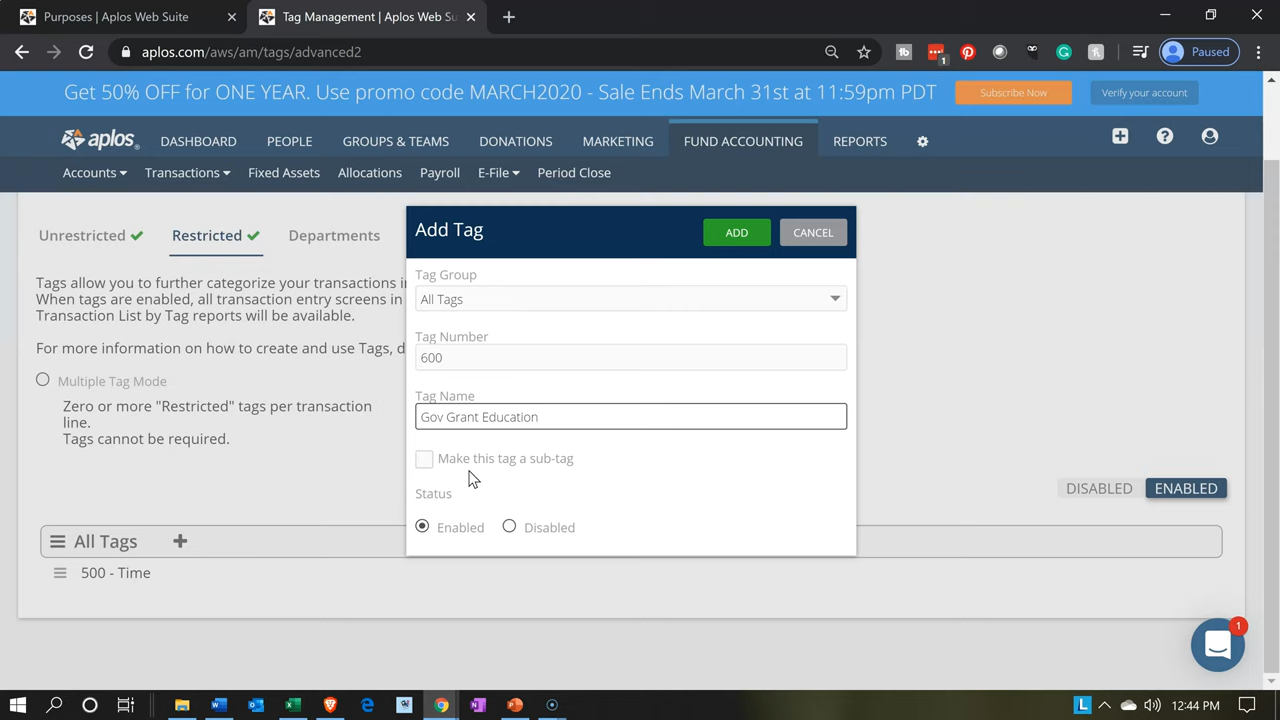 Purposes | Aplos Web Suite
Tag Management | Aplos Web Su
aplos.com/aws/am/tags/advanced2
1
Paused
Get 50% OFF for ONE YEAR. Use promo code MARCH2020 - Sale Ends March 31st at 11:59pm PDT
Subscribe Now
Verify your account
aplos
DASHBOARD PEOPLE GROUPS & TEAMS DONATIONS MARKETING FUND ACCOUNTING REPORTS
Accounts Transactions Fixed Assets Allocations Payroll E-File Period Close
Unrestricted Restricted Departments
Tags allow you to further categorize your transactions i
When tags are enabled, all transaction entry screens in
Transaction List by Tag reports will be available.
For more information on how to create and use Tags, d
Multiple Tag Mode
Zero or more "Restricted" tags per transaction
line.
Tags cannot be required.
Add Tag
ADD
CANCEL
Tag Group
All Tags
Tag Number
600
Tag Name
Gov Grant Education
Make this tag a sub-tag
Status
Enabled Disabled
DISABLED ENABLED
All Tags +
500 - Time
1
12:44 PM